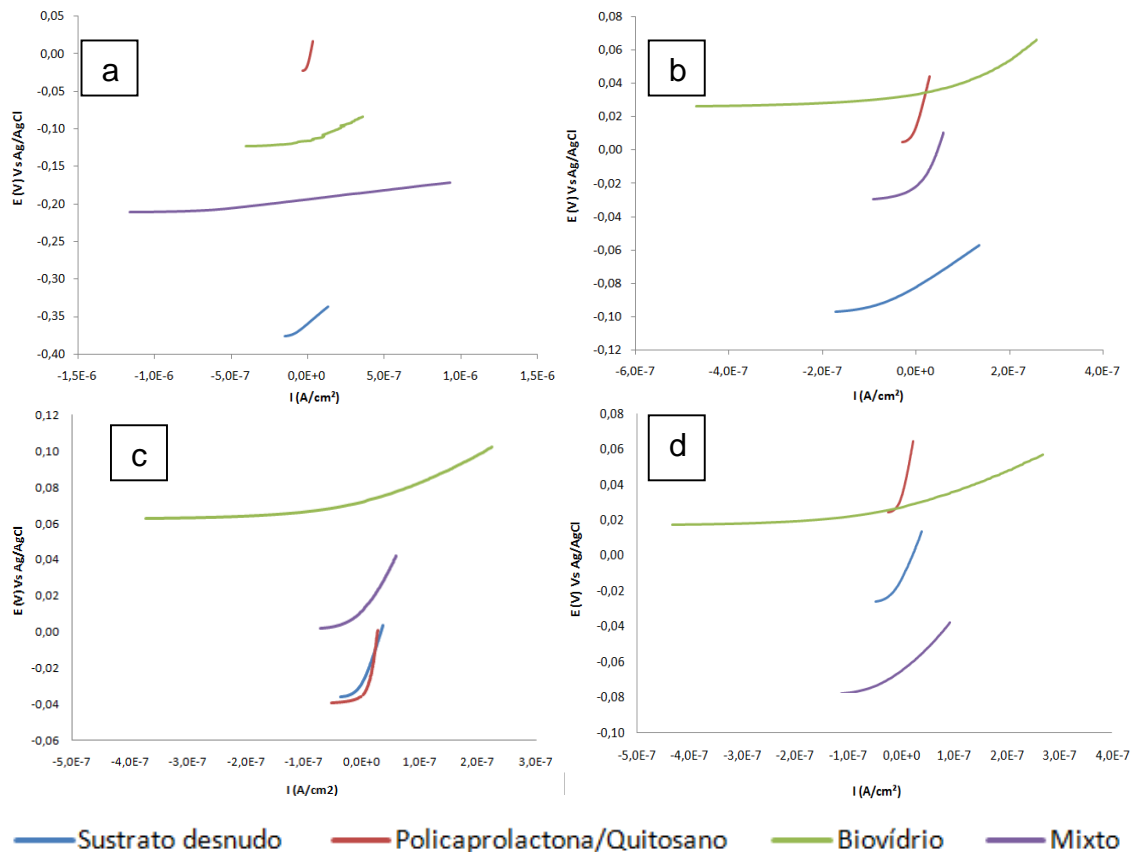 a
0,05
0,00
-0,05
-0,10
-0,15
-0,20
-0,25
-0,30
-0,35
-0,40
E (V) Vs Ag/AgCl
-1,5E-6 -1,0E-6 -5,0E-7 0,0E+0 5,0E-7 1,0E-6 1,5E-6
I (A/cm²)
b
0,08
0,06
0,04
0,02
0,00
-0,02
-0,04
-0,06
-0,08
-0,10
-0,12
E (V) Vs Ag/AgCl
-6,0E-7 -4,0E-7 -2,0E-7 0,0E+0 2,0E-7 4,0E-7
I (A/cm²)
c
0,12
0,10
0,08
0,06
0,04
0,02
0,00
-0,02
-0,04
-0,06
E (V) Vs Ag/AgCl
-5,0E-7 -4,0E-7 -3,0E-7 -2,0E-7 -1,0E-7 0,0E+0 1,0E-7 2,0E-7 3,0E-7
I (A/cm2)
d
0,08
0,06
0,04
0,02
0,00
-0,02
-0,04
-0,06
-0,08
-0,10
E (V) Vs Ag/AgCl
-5,0E-7 -4,0E-7 -3,0E-7 -2,0E-7 -1,0E-7 0,0E+0 1,0E-7 2,0E-7 3,0E-7 4,0E-7
I (A/cm²)
Sustrato desnudo Policaprolactona/Quitosano Biovídrio Mixto